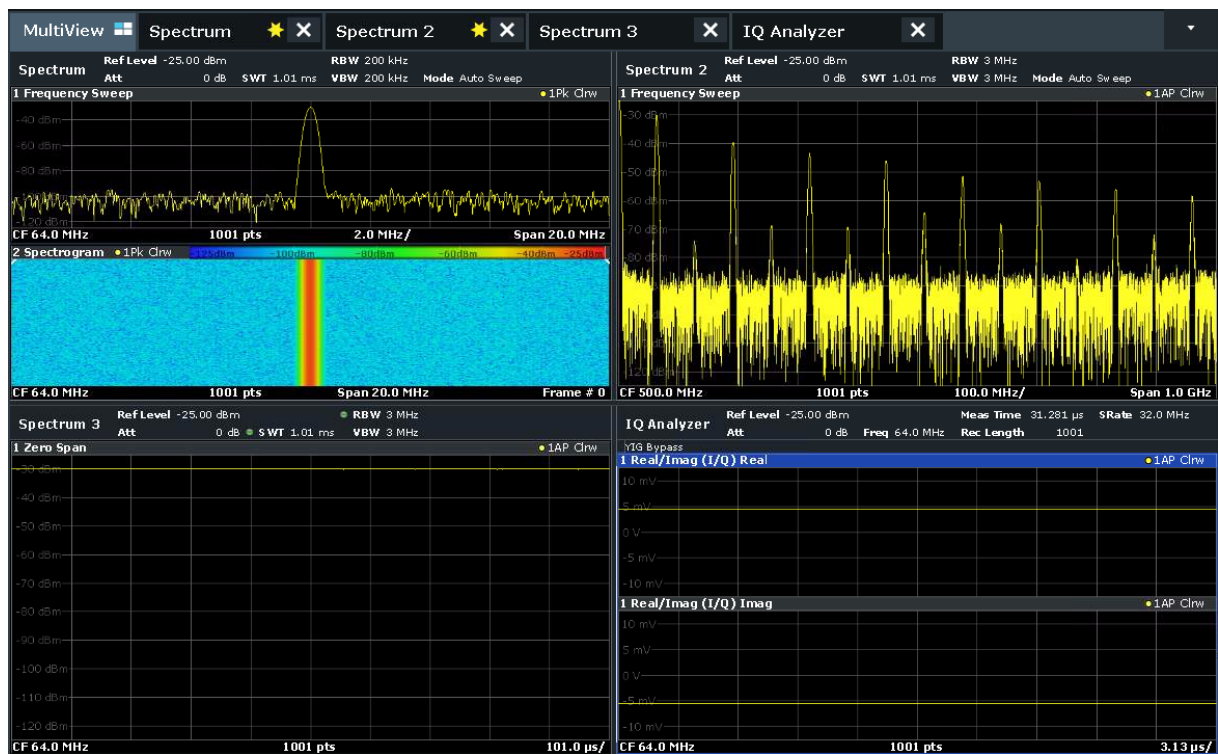 MultiView Spectrum Spectrum 2 Spectrum 3 IQ Analyzer
Spectrum
Ref Level -25.00 dBm RBW 200 kHz
Att 0 dB SWT 1.01 ms VBW 200 kHz Mode Auto Sweep
1 Frequency Sweep 1Pk Clrw
-40 dBm
-60 dBm
-80 dBm
-100 dBm
-120 dBm
CF 64.0 MHz 1001 pts 2.0 MHz/ Span 20.0 MHz
2 Spectrogram 1Pk Clrw -125dBm -100dBm -80dBm -60dBm -40dBm -25dBm
CF 64.0 MHz 1001 pts Span 20.0 MHz Frame # 0
Spectrum 2
Ref Level -25.00 dBm RBW 3 MHz
Att 0 dB SWT 1.01 ms VBW 3 MHz Mode Auto Sweep
1 Frequency Sweep 1AP Clrw
-30 dBm
-40 dBm
-50 dBm
-60 dBm
-70 dBm
-80 dBm
CF 500.0 MHz 1001 pts 100.0 MHz/ Span 1.0 GHz
Spectrum 3
Ref Level -25.00 dBm RBW 3 MHz
Att 0 dB SWT 1.01 ms VBW 3 MHz
1 Zero Span 1AP Clrw
-30 dBm
-40 dBm
-50 dBm
-60 dBm
-70 dBm
-80 dBm
-90 dBm
-100 dBm
-110 dBm
-120 dBm
CF 64.0 MHz 1001 pts 101.0 µs/
IQ Analyzer
Ref Level -25.00 dBm Meas Time 31.281 µs SRate 32.0 MHz
Att 0 dB Freq 64.0 MHz Rec Length 1001
YIG Bypass
1 Real/Imag (I/Q) Real 1AP Clrw
10 mV
5 mV
0 V
-5 mV
-10 mV
1 Real/Imag (I/Q) Imag 1AP Clrw
10 mV
5 mV
0 V
-5 mV
-10 mV
CF 64.0 MHz 1001 pts 3.13 µs/